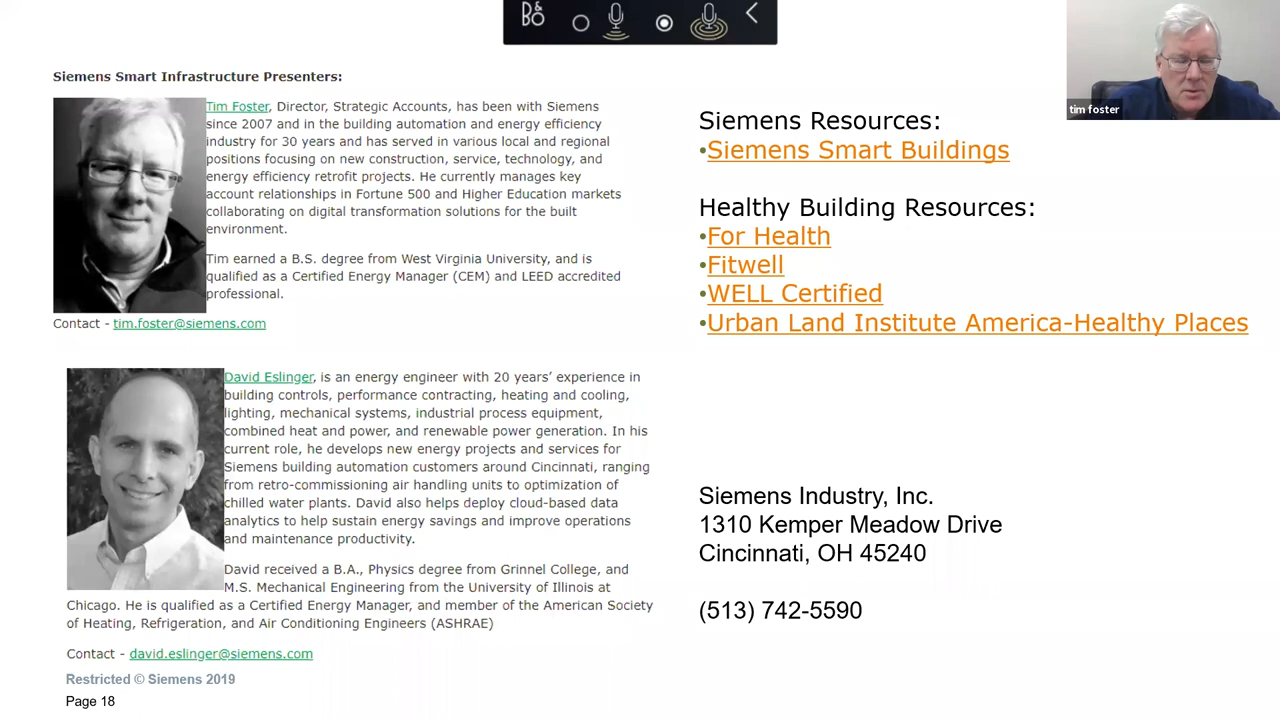 B&O
tim foster
Siemens Smart Infrastructure Presenters:
Tim Foster, Director, Strategic Accounts, has been with Siemens
since 2007 and in the building automation and energy efficiency
industry for 30 years and has served in various local and regional
positions focusing on new construction, service, technology, and
energy efficiency retrofit projects. He currently manages key
account relationships in Fortune 500 and Higher Education markets
collaborating on digital transformation solutions for the built
environment.
Tim earned a B.S. degree from West Virginia University, and is
qualified as a Certified Energy Manager (CEM) and LEED accredited
professional.
Contact - tim.foster@siemens.com
David Eslinger, is an energy engineer with 20 years’ experience in
building controls, performance contracting, heating and cooling,
lighting, mechanical systems, industrial process equipment,
combined heat and power, and renewable power generation. In his
current role, he develops new energy projects and services for
Siemens building automation customers around Cincinnati, ranging
from retro-commissioning air handling units to optimization of
chilled water plants. David also helps deploy cloud-based data
analytics to help sustain energy savings and improve operations
and maintenance productivity.
David received a B.A., Physics degree from Grinnel College, and
M.S. Mechanical Engineering from the University of Illinois at
Chicago. He is qualified as a Certified Energy Manager, and member of the American Society
of Heating, Refrigeration, and Air Conditioning Engineers (ASHRAE)
Contact - david.eslinger@siemens.com
Restricted © Siemens 2019
Page 18
Siemens Resources:
•Siemens Smart Buildings
Healthy Building Resources:
•For Health
•Fitwell
•WELL Certified
•Urban Land Institute America-Healthy Places
Siemens Industry, Inc.
1310 Kemper Meadow Drive
Cincinnati, OH 45240
(513) 742-5590